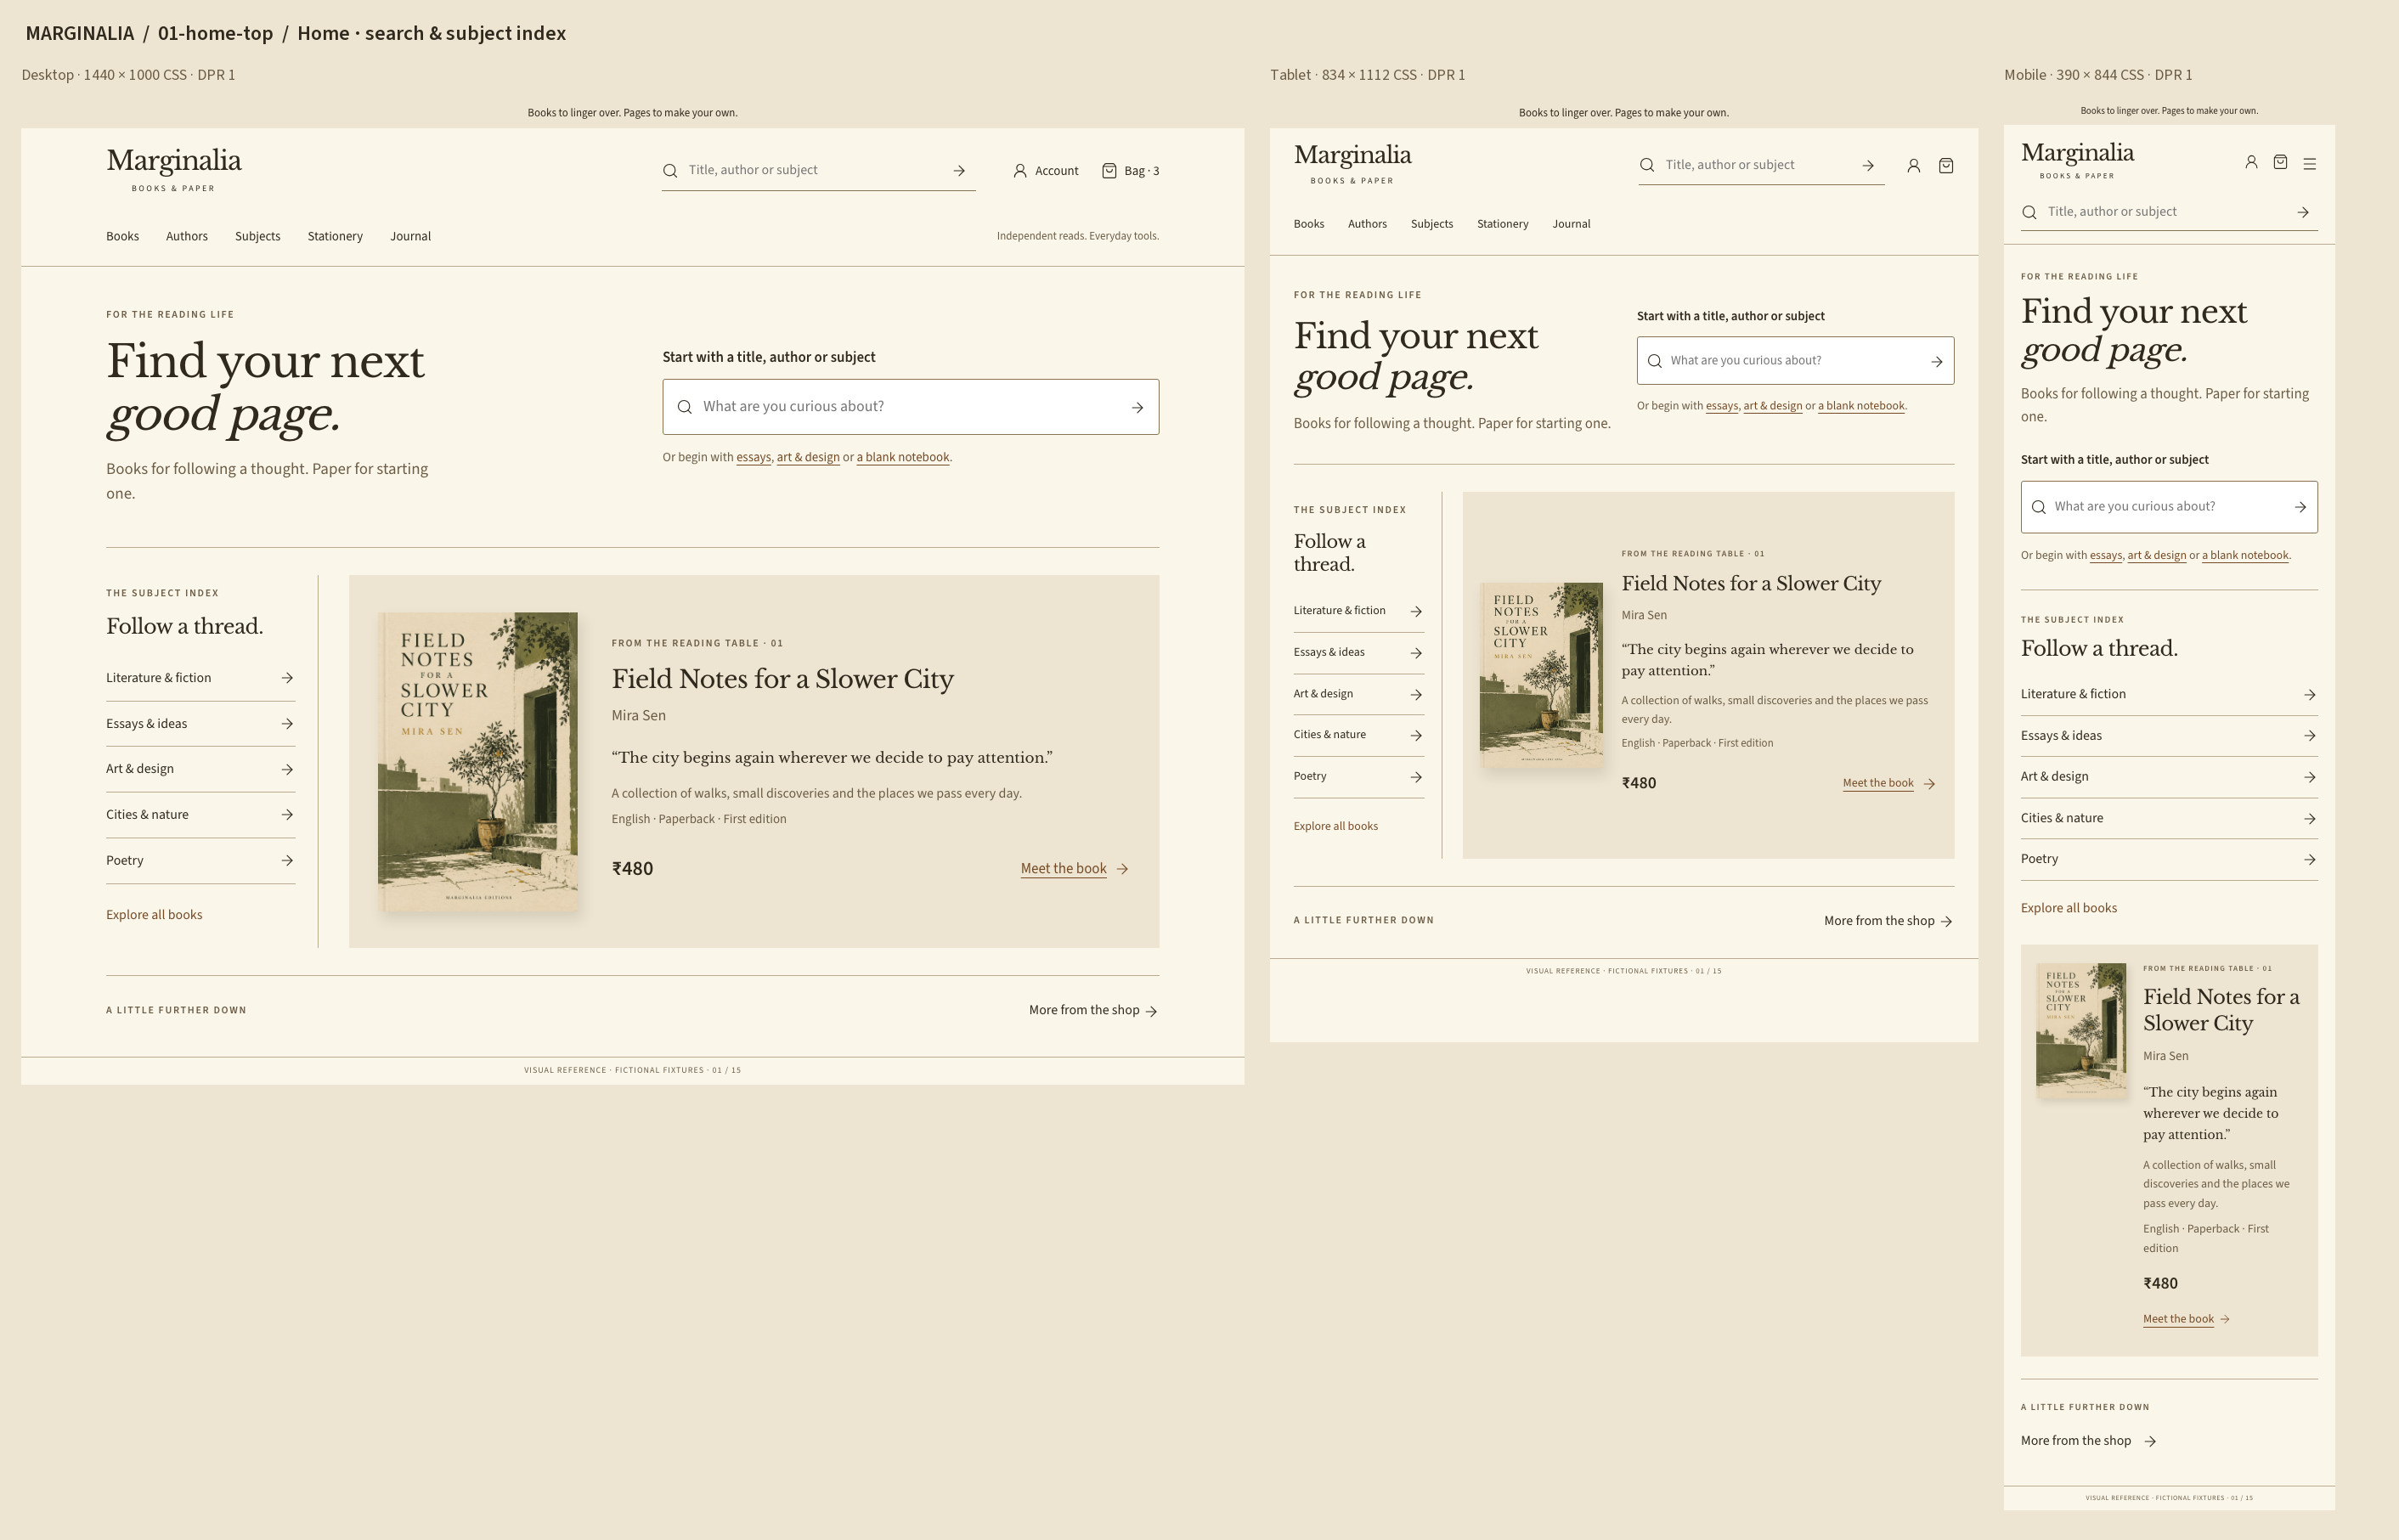 MARGINALIA / 01-home-top / Home · search & subject index
Desktop · 1440 × 1000 CSS · DPR 1
Books to linger over. Pages to make your own.
Marginalia
BOOKS & PAPER
Title, author or subject
Account
Bag · 3
Books
Authors
Subjects
Stationery
Journal
Independent reads. Everyday tools.
FOR THE READING LIFE
Find your next
good page.
Books for following a thought. Paper for starting
one.
Start with a title, author or subject
What are you curious about?
Or begin with essays, art & design or a blank notebook.
THE SUBJECT INDEX
Follow a thread.
Literature & fiction
Essays & ideas
Art & design
Cities & nature
Poetry
Explore all books
FIELD
NOTES
FOR A
SLOWER
CITY
MIRA SEN
MARGINALIA EDITIONS
FROM THE READING TABLE · 01
Field Notes for a Slower City
Mira Sen
“The city begins again wherever we decide to pay attention.”
A collection of walks, small discoveries and the places we pass every day.
English · Paperback · First edition
₹480
Meet the book
A LITTLE FURTHER DOWN
More from the shop
VISUAL REFERENCE · FICTIONAL FIXTURES · 01 / 15
Tablet · 834 × 1112 CSS · DPR 1
Books to linger over. Pages to make your own.
Marginalia
BOOKS & PAPER
Title, author or subject
Books
Authors
Subjects
Stationery
Journal
FOR THE READING LIFE
Find your next
good page.
Books for following a thought. Paper for starting one.
Start with a title, author or subject
What are you curious about?
Or begin with essays, art & design or a blank notebook.
THE SUBJECT INDEX
Follow a
thread.
Literature & fiction
Essays & ideas
Art & design
Cities & nature
Poetry
Explore all books
FIELD
NOTES
FOR A
SLOWER
CITY
MIRA SEN
FROM THE READING TABLE · 01
Field Notes for a Slower City
Mira Sen
“The city begins again wherever we decide to
pay attention.”
A collection of walks, small discoveries and the places we pass
every day.
English · Paperback · First edition
₹480
Meet the book
A LITTLE FURTHER DOWN
More from the shop
VISUAL REFERENCE · FICTIONAL FIXTURES · 01 / 15
Mobile · 390 × 844 CSS · DPR 1
Books to linger over. Pages to make your own.
Marginalia
BOOKS & PAPER
Title, author or subject
FOR THE READING LIFE
Find your next
good page.
Books for following a thought. Paper for starting
one.
Start with a title, author or subject
What are you curious about?
Or begin with essays, art & design or a blank notebook.
THE SUBJECT INDEX
Follow a thread.
Literature & fiction
Essays & ideas
Art & design
Cities & nature
Poetry
Explore all books
FIELD
NOTES
FOR A
SLOWER
CITY
MIRA SEN
FROM THE READING TABLE · 01
Field Notes for a
Slower City
Mira Sen
“The city begins again
wherever we decide to
pay attention.”
A collection of walks, small
discoveries and the places we
pass every day.
English · Paperback · First
edition
₹480
Meet the book
A LITTLE FURTHER DOWN
More from the shop
VISUAL REFERENCE · FICTIONAL FIXTURES · 01 / 15